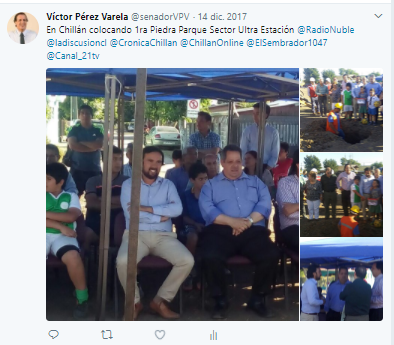 Víctor Pérez Varela @senadorVPV · 14 dic. 2017
En Chillán colocando 1ra Piedra Parque Sector Ultra Estación @RadioNuble
@ladiscusioncl @CronicaChillan @ChillanOnline @ElSembrador1047
@Canal_21tv